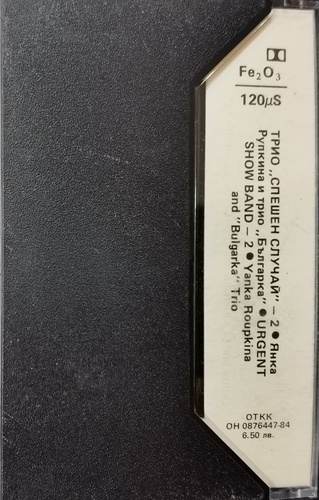 Fe₂O₃
120µS
ТРИО „СПЕШЕН СЛУЧАЙ" – 2 ● Янка
Рупкина и трио „Българка" ● URGENT
SHOW BAND – 2 ● Yanka Roupkina
and "Bulgarka" Trio
ОТКК
ОН 0876447-84
6.50 лв.